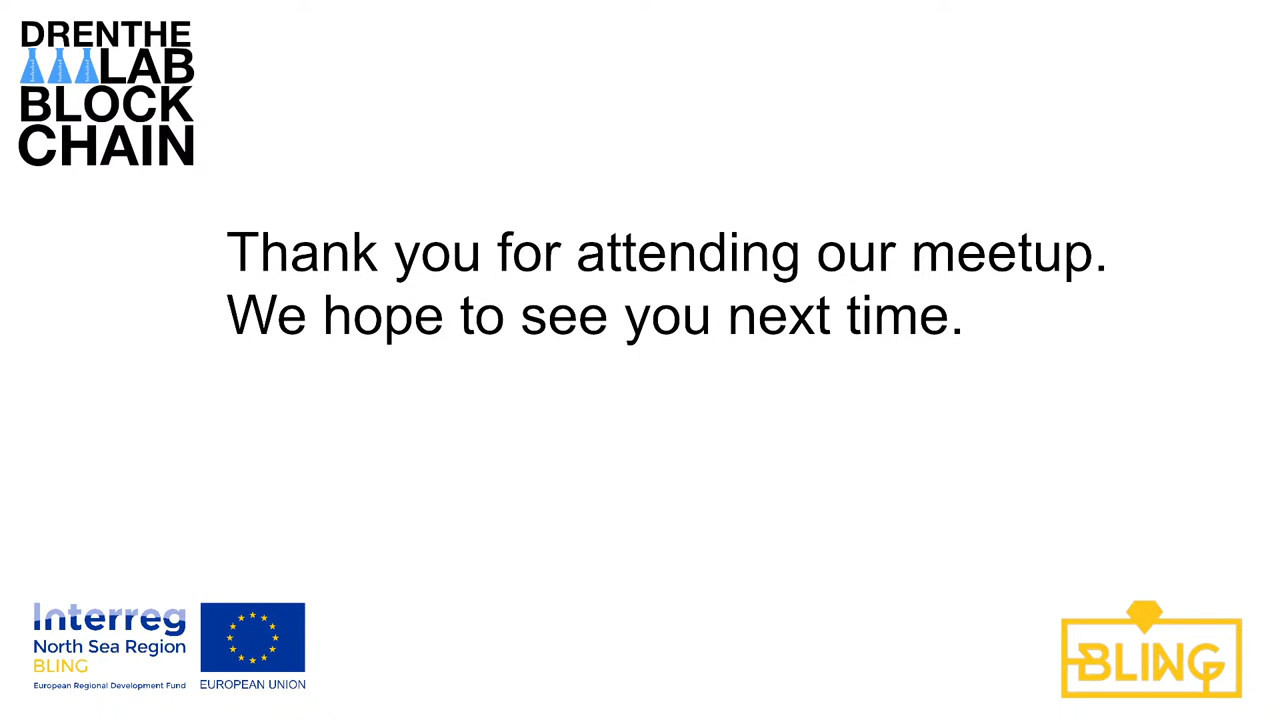 DRENTHE
LAB
BLOCK
CHAIN
Thank you for attending our meetup.
We hope to see you next time.
Interreg
North Sea Region
BLING
European Regional Development Fund
EUROPEAN UNION
BLING